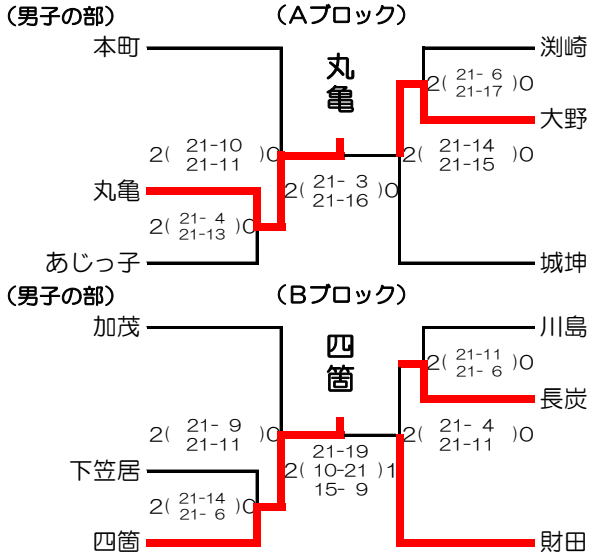 （男子の部） （Ａブロック）
本町 渕崎
丸亀
2( 21- 6 21-17 )0
大野
2( 21-10 21-11 )0
2( 21-14 21-15 )0
丸亀
2( 21- 3 21-16 )0
2( 21- 4 21-13 )0
あじっ子 城坤
（男子の部） （Ｂブロック）
加茂 川島
四箇
2( 21-11 21- 6 )0
長炭
2( 21- 9 21-11 )0
2( 21- 4 21-11 )0
下笠居
2( 21-19 10-21 15- 9 )1
2( 21-14 21- 6 )0
四箇 財田